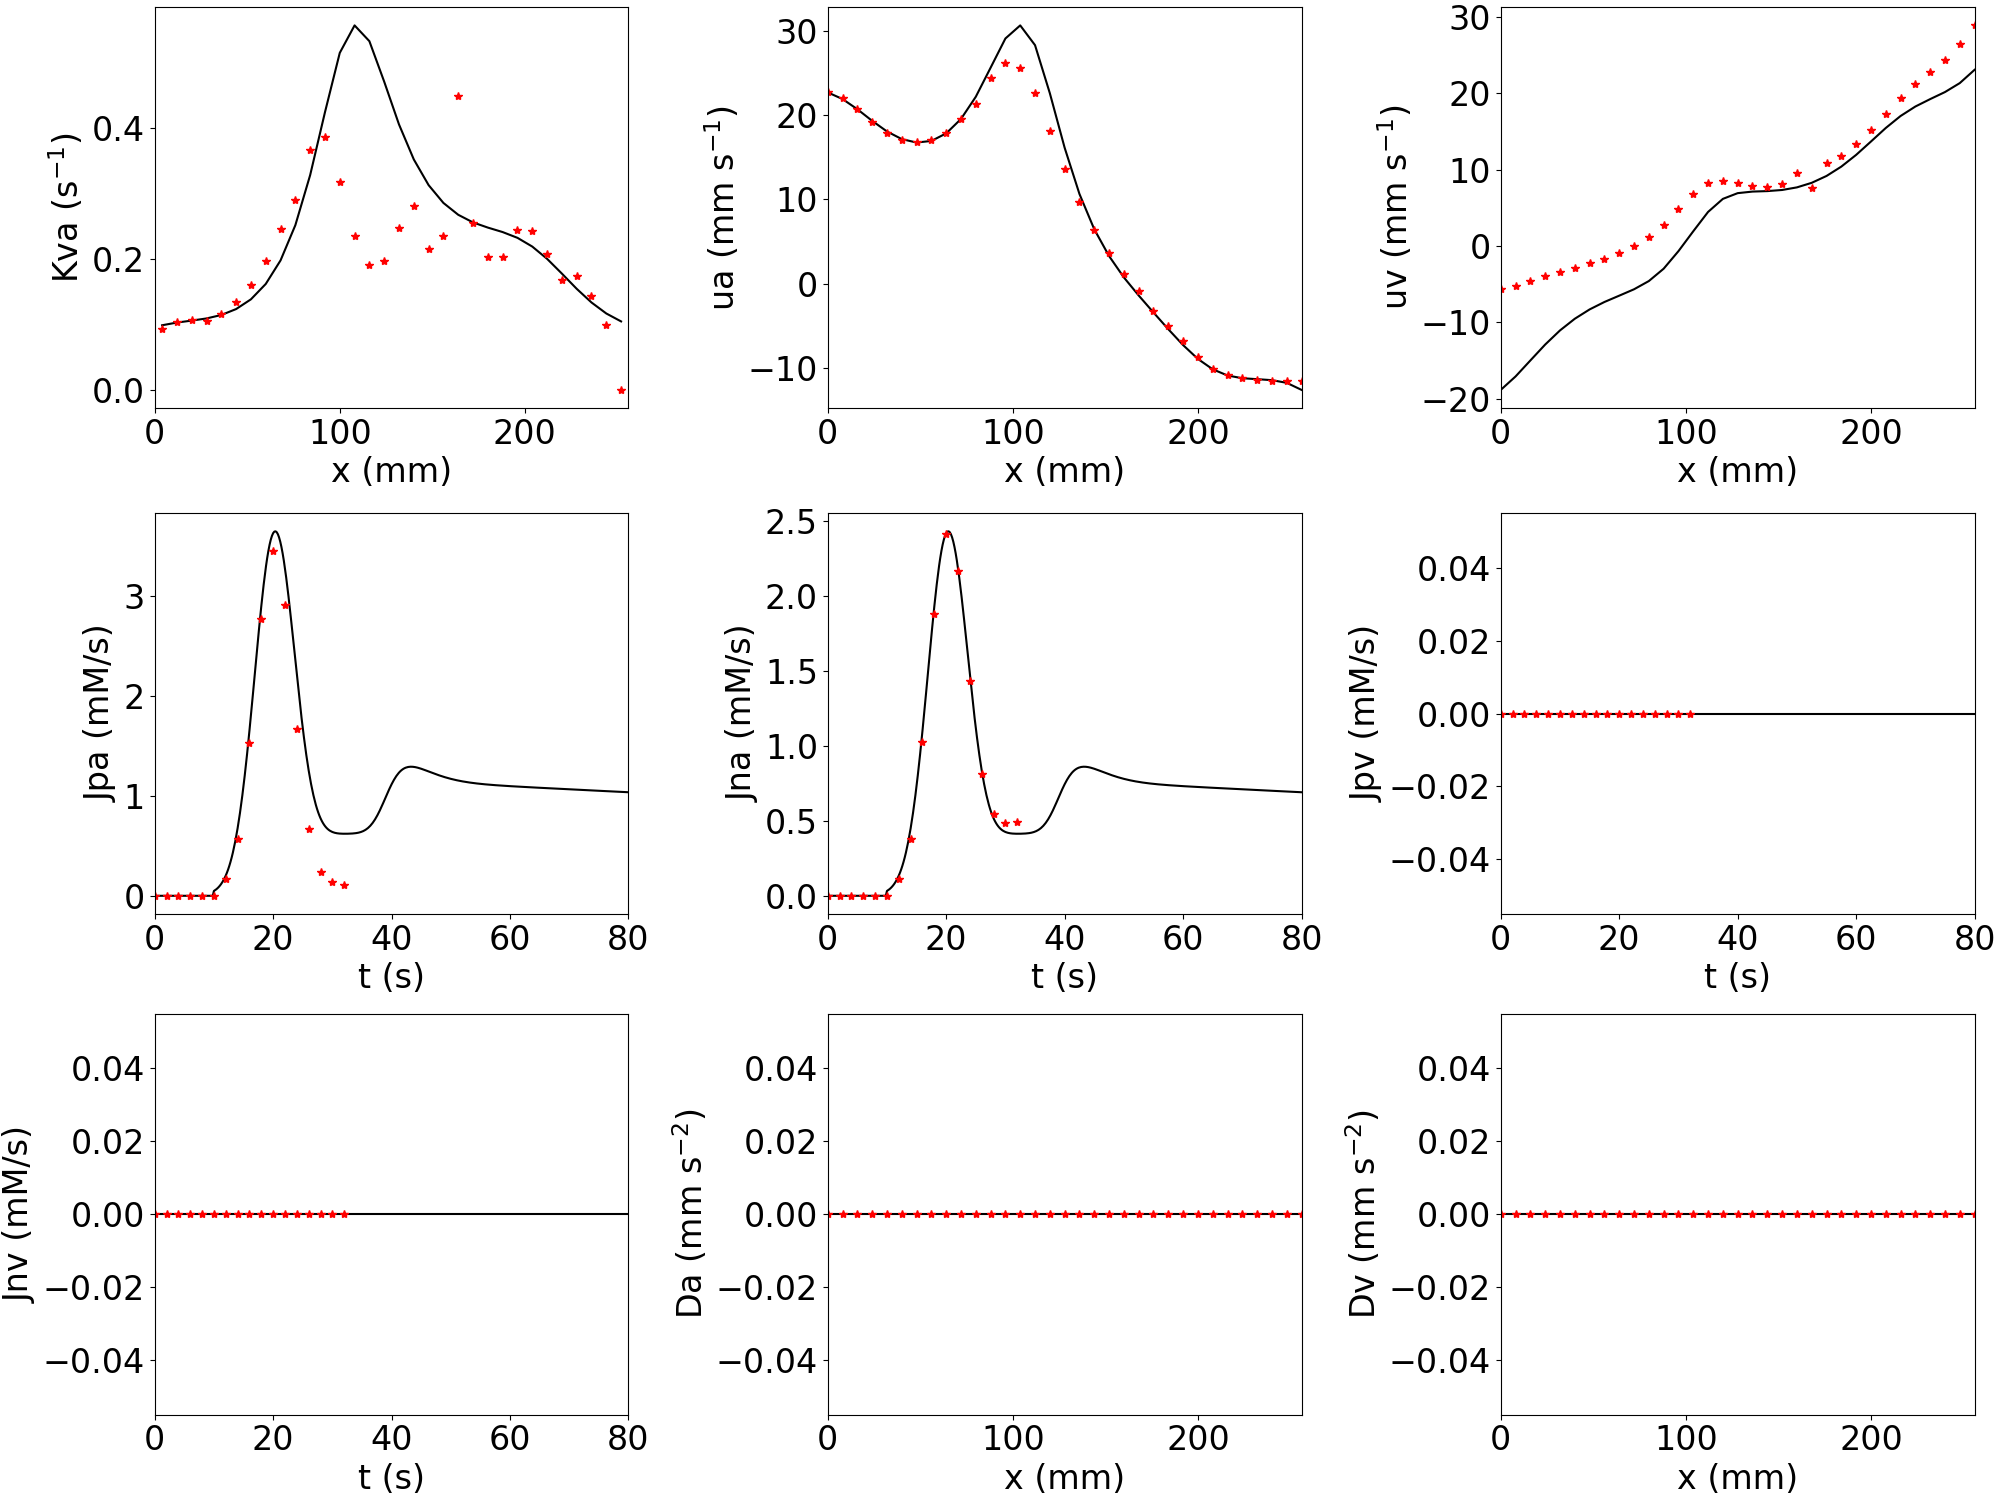 Kva (s⁻¹)
0.4
0.2
0.0
0 100 200
x (mm)
ua (mm s⁻¹)
30
20
10
0
−10
0 100 200
x (mm)
uv (mm s⁻¹)
30
20
10
0
−10
−20
0 100 200
x (mm)
Jpa (mM/s)
3
2
1
0
0 20 40 60 80
t (s)
Jna (mM/s)
2.5
2.0
1.5
1.0
0.5
0.0
0 20 40 60 80
t (s)
Jpv (mM/s)
0.04
0.02
0.00
−0.02
−0.04
0 20 40 60 80
t (s)
Jnv (mM/s)
0.04
0.02
0.00
−0.02
−0.04
0 20 40 60 80
t (s)
Da (mm s⁻²)
0.04
0.02
0.00
−0.02
−0.04
0 100 200
x (mm)
Dv (mm s⁻²)
0.04
0.02
0.00
−0.02
−0.04
0 100 200
x (mm)